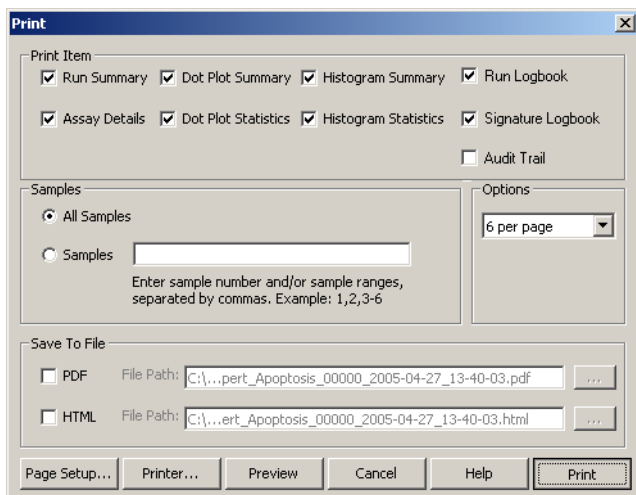 Print
Print Item
Run Summary Dot Plot Summary Histogram Summary Run Logbook
Assay Details Dot Plot Statistics Histogram Statistics Signature Logbook
Audit Trail
Samples
Options
All Samples
6 per page
Samples
Enter sample number and/or sample ranges,
separated by commas. Example: 1,2,3-6
Save To File
PDF File Path: C:\...pert_Apoptosis_00000_2005-04-27_13-40-03.pdf ...
HTML File Path: C:\...ert_Apoptosis_00000_2005-04-27_13-40-03.html ...
Page Setup... Printer... Preview Cancel Help Print